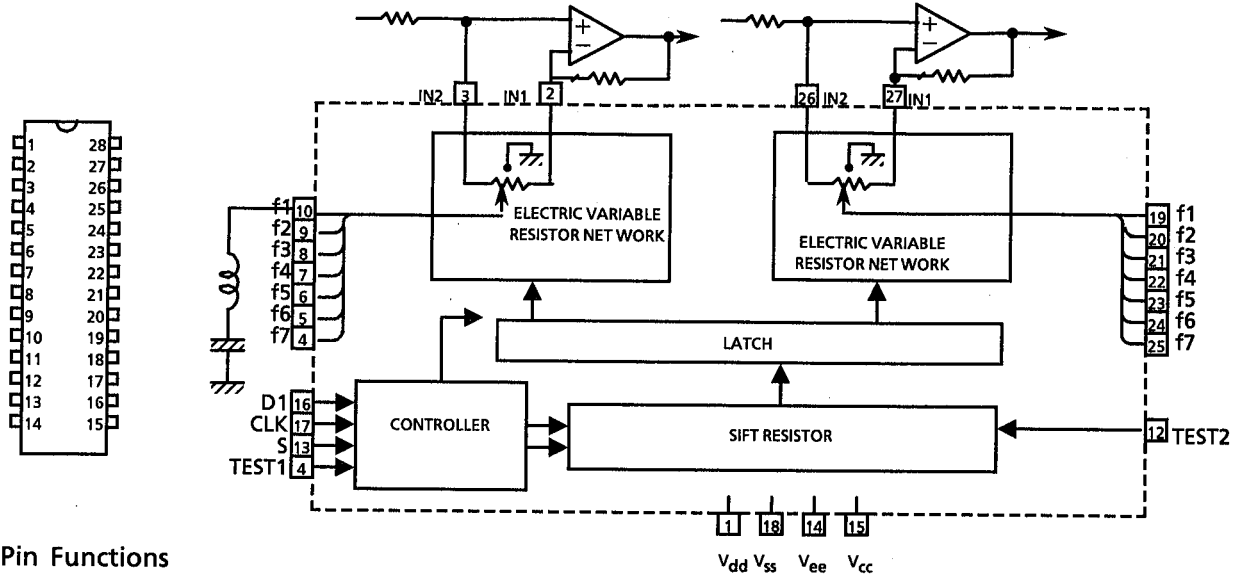 IN2 3 IN1 2
26 IN2 27 IN1
+
−
+
−
1 28
2 27
3 26
4 25
5 24
6 23
7 22
8 21
9 20
10 19
11 18
12 17
13 16
14 15
f1 10
f2 9
f3 8
f4 7
f5 6
f6 5
f7 4
ELECTRIC VARIABLE
RESISTOR NET WORK
ELECTRIC VARIABLE
RESISTOR NET WORK
19 f1
20 f2
21 f3
22 f4
23 f5
24 f6
25 f7
LATCH
D1 16
CLK 17
S 13
TEST1 4
CONTROLLER
SIFT RESISTOR
12 TEST2
1 18 14 15
Vdd Vss Vee Vcc
Pin Functions